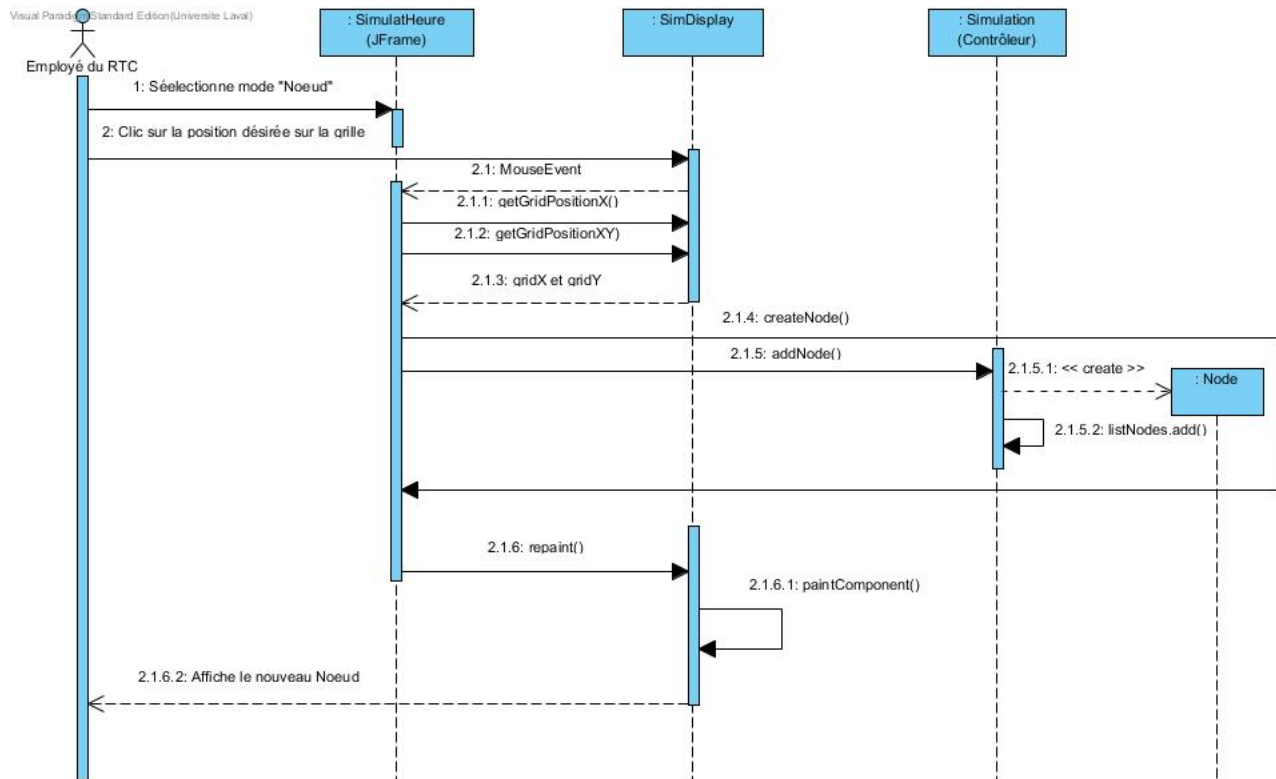 Visual Paradigm Standard Edition(Universite Laval)
: SimulatHeure
(JFrame)
: SimDisplay
: Simulation
(Contrôleur)
Employé du RTC
1: Séelectionne mode "Noeud"
2: Clic sur la position désirée sur la grille
2.1: MouseEvent
2.1.1: getGridPositionX()
2.1.2: getGridPositionXY)
2.1.3: gridX et gridY
2.1.4: createNode()
2.1.5: addNode()
2.1.5.1: << create >>
: Node
2.1.5.2: listNodes.add()
2.1.6: repaint()
2.1.6.1: paintComponent()
2.1.6.2: Affiche le nouveau Noeud